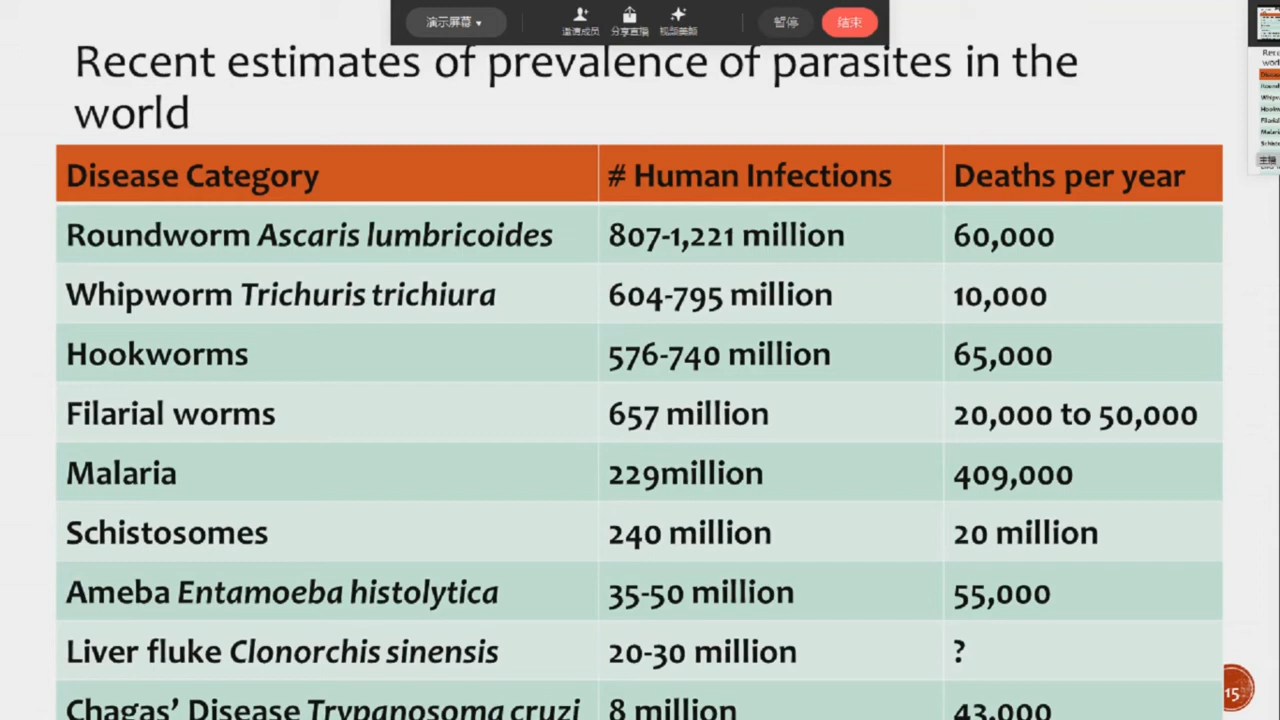 演示屏幕
邀请成员 分享直播 视频美颜 暂停 结束
Recent estimates of prevalence of parasites in the
world
Disease Category # Human Infections Deaths per year
Roundworm Ascaris lumbricoides 807-1,221 million 60,000
Whipworm Trichuris trichiura 604-795 million 10,000
Hookworms 576-740 million 65,000
Filarial worms 657 million 20,000 to 50,000
Malaria 229million 409,000
Schistosomes 240 million 20 million
Ameba Entamoeba histolytica 35-50 million 55,000
Liver fluke Clonorchis sinensis 20-30 million ?
Chagas’ Disease Trypanosoma cruzi 8 million 43,000
15